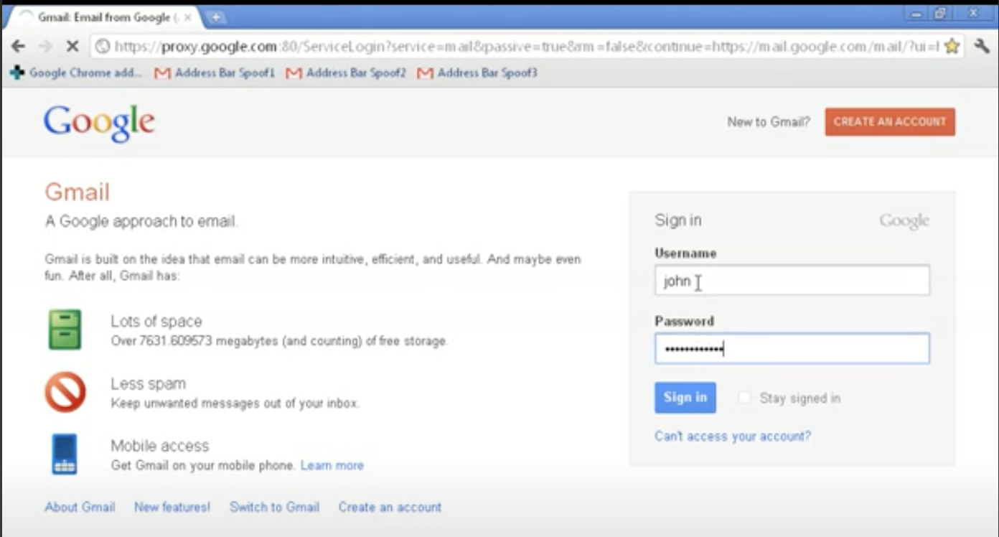 Gmail: Email from Google (
https://proxy.google.com:80/ServiceLogin?service=mail&passive=true&rm=false&continue=https://mail.google.com/mail/?ui=
Google Chrome add... Address Bar Spoof1 Address Bar Spoof2 Address Bar Spoof3
Google
New to Gmail? CREATE AN ACCOUNT
Gmail
A Google approach to email.
Gmail is built on the idea that email can be more intuitive, efficient, and useful. And maybe even
fun. After all, Gmail has:
Lots of space
Over 7631.609573 megabytes (and counting) of free storage.
Less spam
Keep unwanted messages out of your inbox.
Mobile access
Get Gmail on your mobile phone. Learn more
About Gmail New features! Switch to Gmail Create an account
Sign in Google
Username
john
Password
••••••••••••
Sign in Stay signed in
Can't access your account?